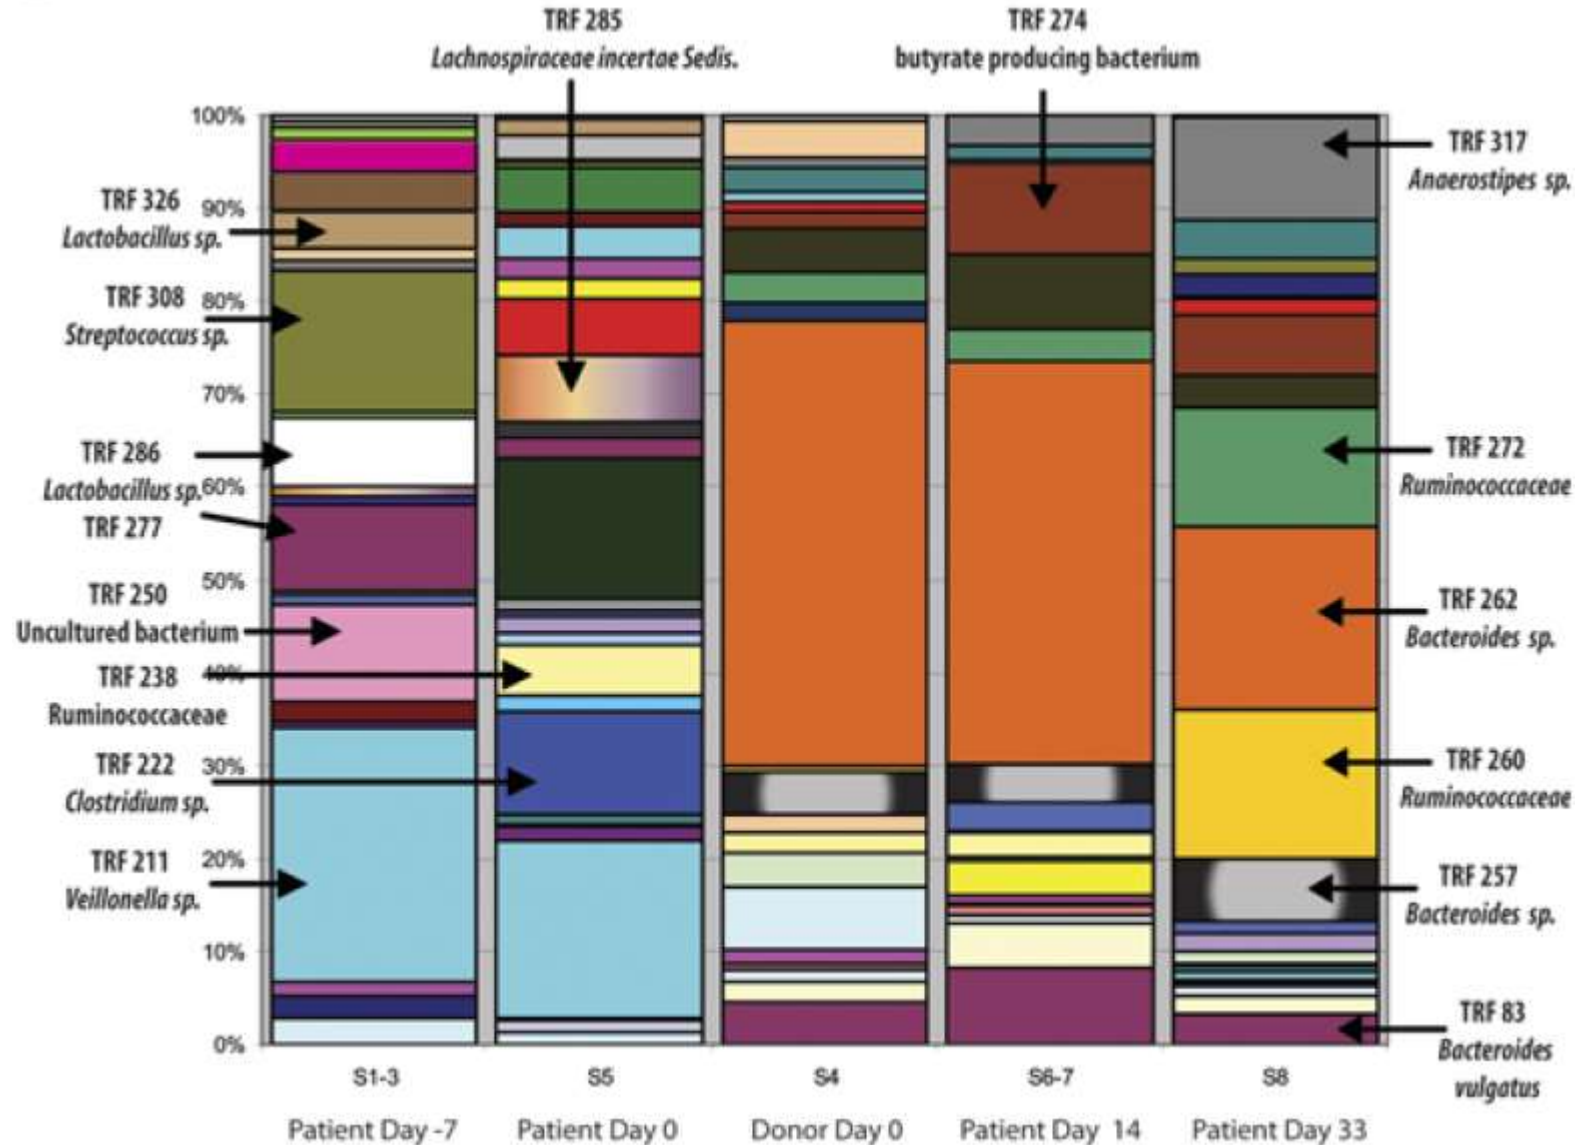 TRF 285
Lachnospiraceae incertae Sedis.
TRF 274
butyrate producing bacterium
100%
90%
80%
70%
60%
50%
40%
30%
20%
10%
0%
TRF 326
Lactobacillus sp.
TRF 308
Streptococcus sp.
TRF 286
Lactobacillus sp.
TRF 277
TRF 250
Uncultured bacterium
TRF 238
Ruminococcaceae
TRF 222
Clostridium sp.
TRF 211
Veillonella sp.
TRF 317
Anaerostipes sp.
TRF 272
Ruminococcaceae
TRF 262
Bacteroides sp.
TRF 260
Ruminococcaceae
TRF 257
Bacteroides sp.
TRF 83
Bacteroides
vulgatus
S1-3 S5 S4 S6-7 S8
Patient Day -7 Patient Day 0 Donor Day 0 Patient Day 14 Patient Day 33